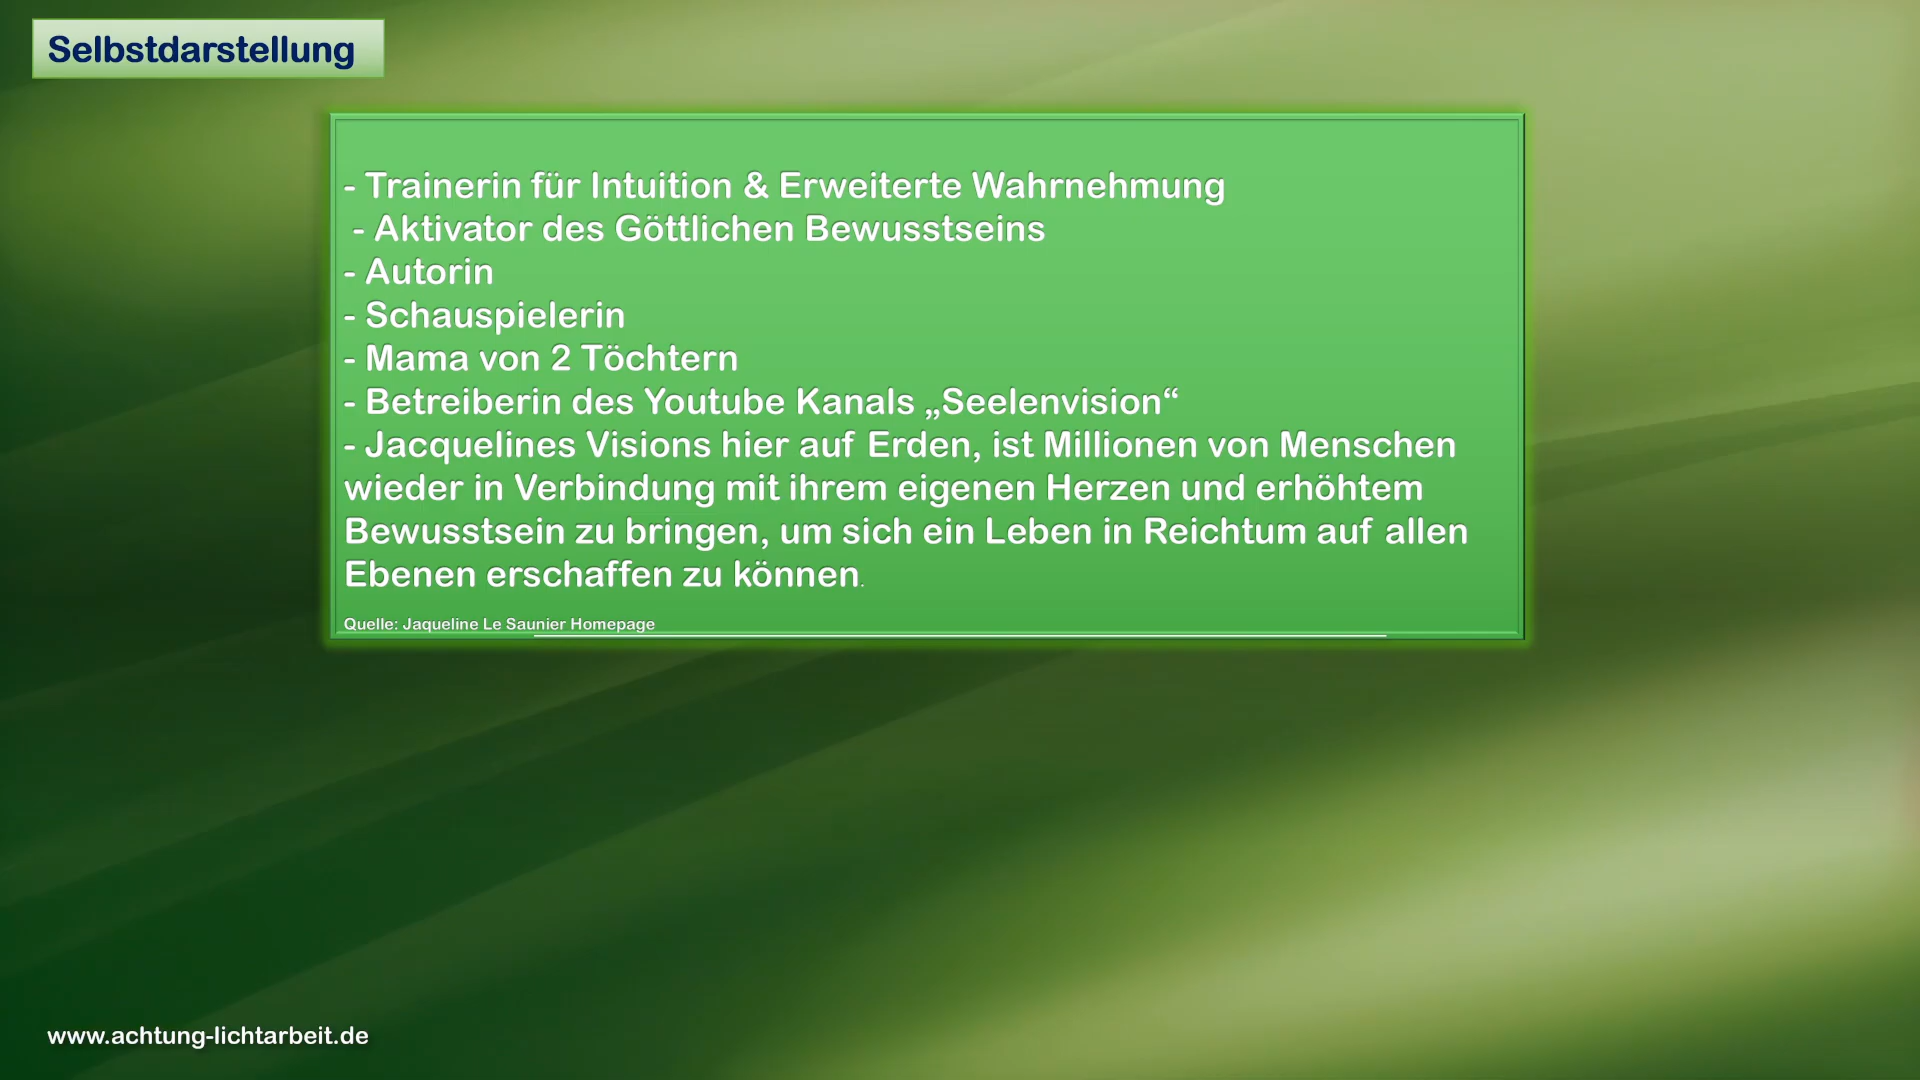 Selbstdarstellung
- Trainerin für Intuition & Erweiterte Wahrnehmung
- Aktivator des Göttlichen Bewusstseins
- Autorin
- Schauspielerin
- Mama von 2 Töchtern
- Betreiberin des Youtube Kanals „Seelenvision“
- Jacquelines Visions hier auf Erden, ist Millionen von Menschen
wieder in Verbindung mit ihrem eigenen Herzen und erhöhtem
Bewusstsein zu bringen, um sich ein Leben in Reichtum auf allen
Ebenen erschaffen zu können.
Quelle: Jaqueline Le Saunier Homepage
www.achtung-lichtarbeit.de